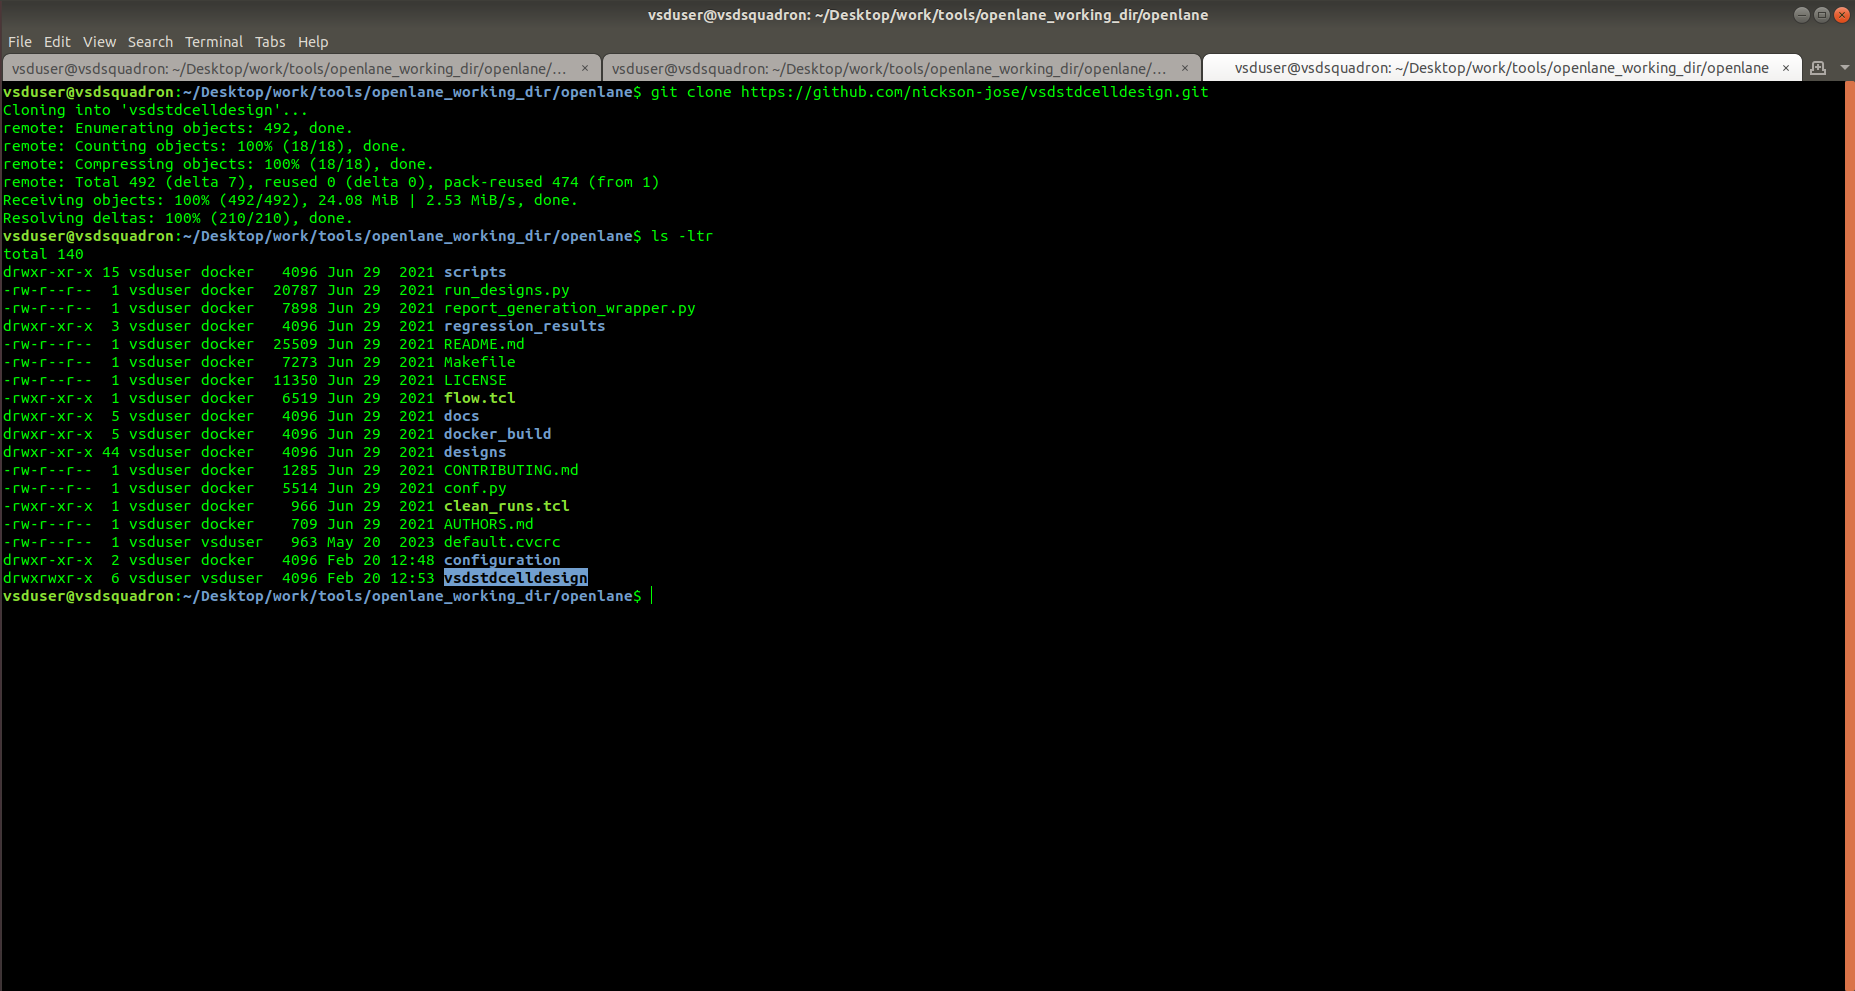 vsduser@vsdsquadron: ~/Desktop/work/tools/openlane_working_dir/openlane
File Edit View Search Terminal Tabs Help
vsduser@vsdsquadron: ~/Desktop/work/tools/openlane_working_dir/openlane/... × vsduser@vsdsquadron: ~/Desktop/work/tools/openlane_working_dir/openlane/... × vsduser@vsdsquadron: ~/Desktop/work/tools/openlane_working_dir/openlane ×
vsduser@vsdsquadron:~/Desktop/work/tools/openlane_working_dir/openlane$ git clone https://github.com/nickson-jose/vsdstdcelldesign.git
Cloning into 'vsdstdcelldesign'...
remote: Enumerating objects: 492, done.
remote: Counting objects: 100% (18/18), done.
remote: Compressing objects: 100% (18/18), done.
remote: Total 492 (delta 7), reused 0 (delta 0), pack-reused 474 (from 1)
Receiving objects: 100% (492/492), 24.08 MiB | 2.53 MiB/s, done.
Resolving deltas: 100% (210/210), done.
vsduser@vsdsquadron:~/Desktop/work/tools/openlane_working_dir/openlane$ ls -ltr
total 140
drwxr-xr-x 15 vsduser docker   4096 Jun 29  2021 scripts
-rw-r--r--  1 vsduser docker  20787 Jun 29  2021 run_designs.py
-rw-r--r--  1 vsduser docker   7898 Jun 29  2021 report_generation_wrapper.py
drwxr-xr-x  3 vsduser docker   4096 Jun 29  2021 regression_results
-rw-r--r--  1 vsduser docker  25509 Jun 29  2021 README.md
-rw-r--r--  1 vsduser docker   7273 Jun 29  2021 Makefile
-rw-r--r--  1 vsduser docker  11350 Jun 29  2021 LICENSE
-rwxr-xr-x  1 vsduser docker   6519 Jun 29  2021 flow.tcl
drwxr-xr-x  5 vsduser docker   4096 Jun 29  2021 docs
drwxr-xr-x  5 vsduser docker   4096 Jun 29  2021 docker_build
drwxr-xr-x 44 vsduser docker   4096 Jun 29  2021 designs
-rw-r--r--  1 vsduser docker   1285 Jun 29  2021 CONTRIBUTING.md
-rw-r--r--  1 vsduser docker   5514 Jun 29  2021 conf.py
-rwxr-xr-x  1 vsduser docker    966 Jun 29  2021 clean_runs.tcl
-rw-r--r--  1 vsduser docker    709 Jun 29  2021 AUTHORS.md
-rw-r--r--  1 vsduser vsduser   963 May 20  2023 default.cvcrc
drwxr-xr-x  2 vsduser docker   4096 Feb 20 12:48 configuration
drwxrwxr-x  6 vsduser vsduser  4096 Feb 20 12:53 vsdstdcelldesign
vsduser@vsdsquadron:~/Desktop/work/tools/openlane_working_dir/openlane$